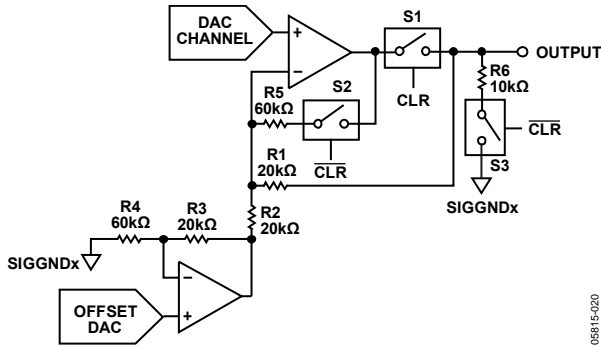 DAC
CHANNEL
S1
OUTPUT
R6
10kΩ
R5
60kΩ
S2
CLR
CLR
CLR
S3
R1
20kΩ
SIGGNDx
R4
60kΩ
R3
20kΩ
R2
20kΩ
SIGGNDx
OFFSET
DAC
05815-020